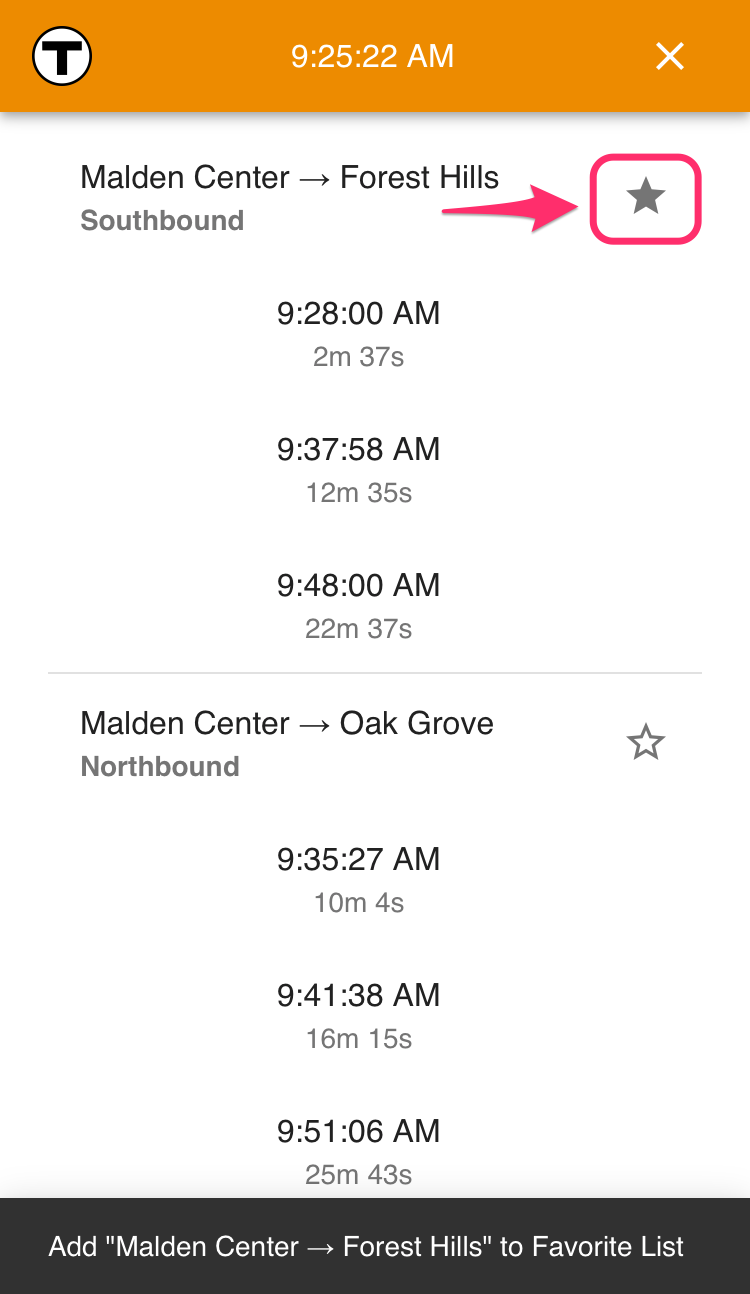 T
9:25:22 AM
Malden Center → Forest Hills
Southbound
9:28:00 AM
2m 37s
9:37:58 AM
12m 35s
9:48:00 AM
22m 37s
Malden Center → Oak Grove
Northbound
9:35:27 AM
10m 4s
9:41:38 AM
16m 15s
9:51:06 AM
25m 43s
Add "Malden Center → Forest Hills" to Favorite List